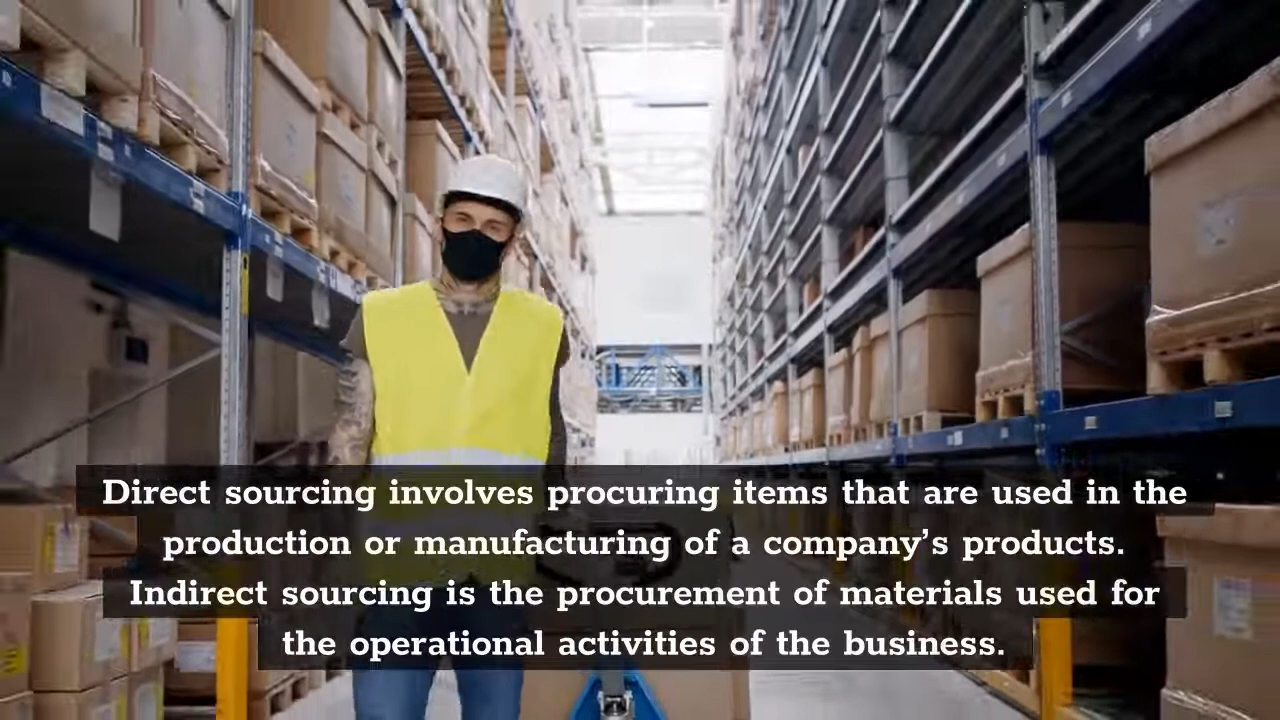 Direct sourcing involves procuring items that are used in the
production or manufacturing of a company’s products.
Indirect sourcing is the procurement of materials used for
the operational activities of the business.